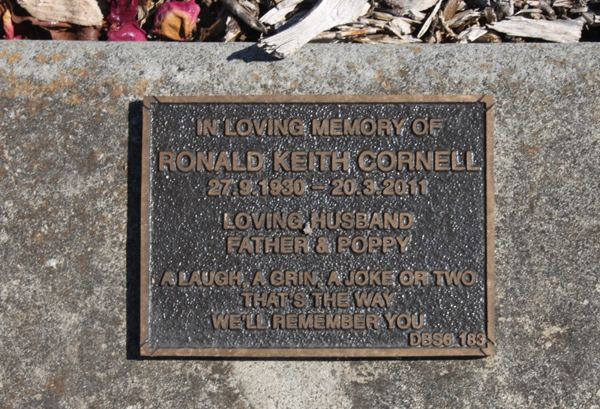 IN LOVING MEMORY OF
RONALD KEITH CORNELL
27.9.1930 – 20.3.2011
LOVING HUSBAND
FATHER & POPPY
A LAUGH, A GRIN, A JOKE OR TWO,
THAT'S THE WAY
WE'LL REMEMBER YOU
DBS6 183